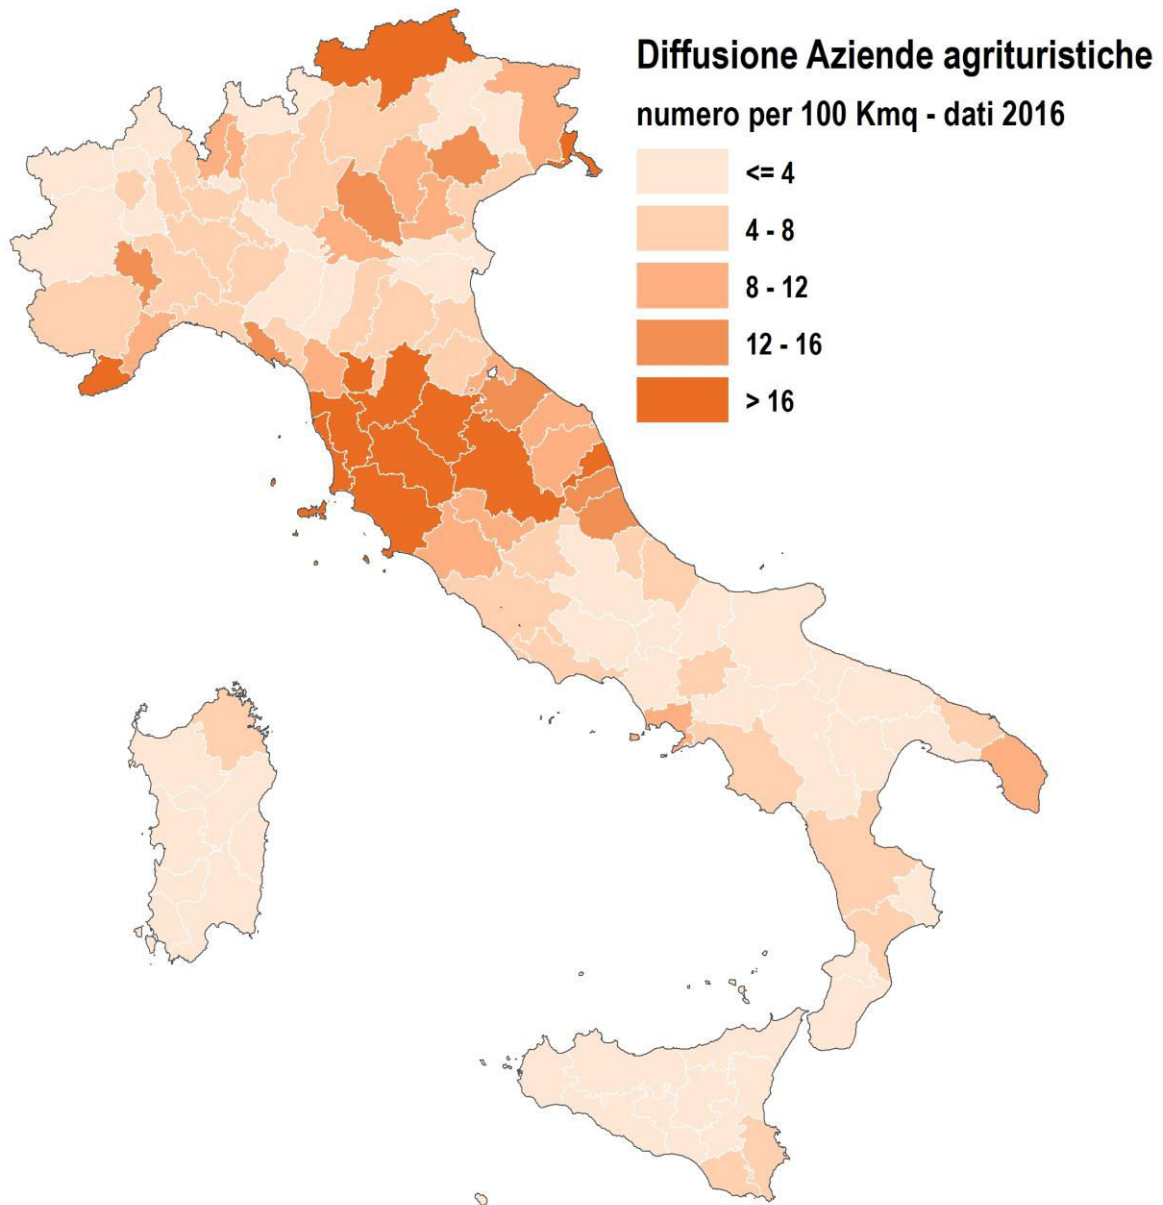 Diffusione Aziende agrituristiche
numero per 100 Kmq - dati 2016
<= 4
4 - 8
8 - 12
12 - 16
> 16